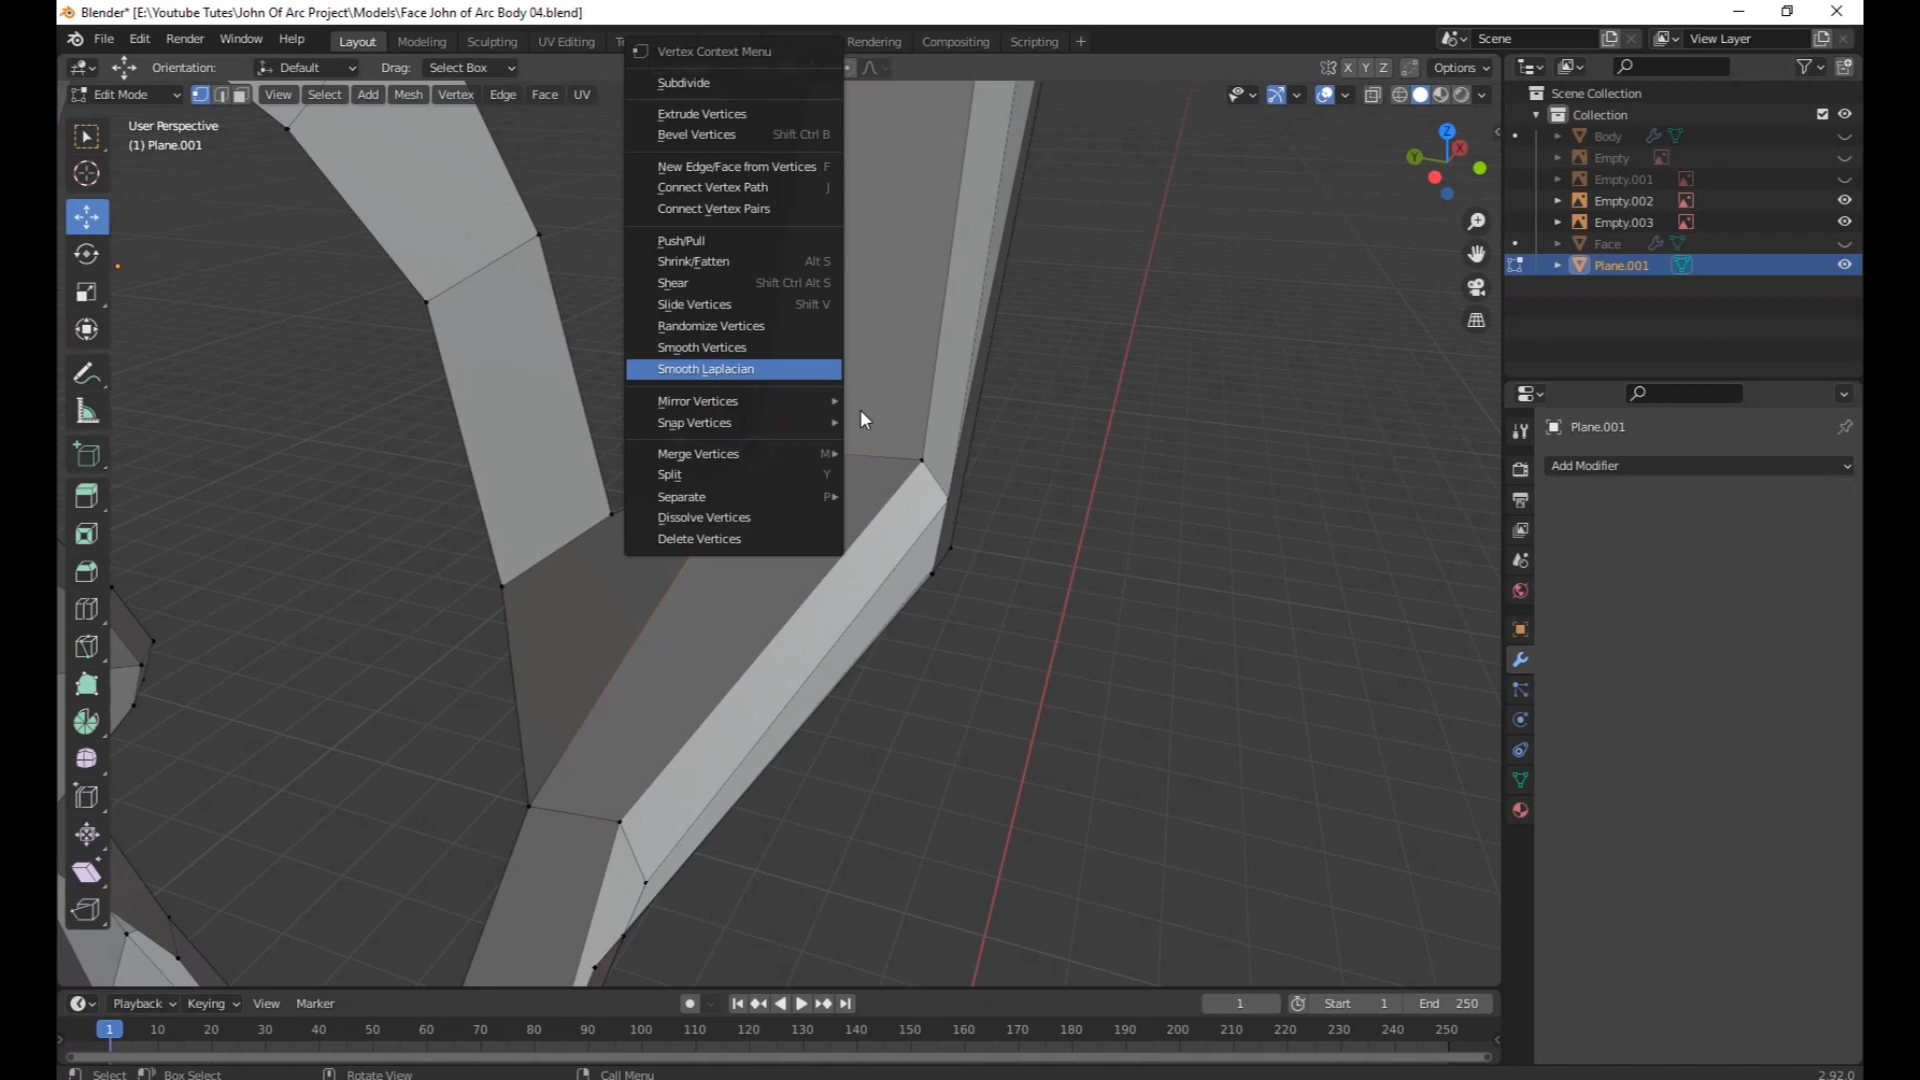 Blender* [E:\Youtube Tutes\John Of Arc Project\Models\Face John of Arc Body 04.blend]
File Edit Render Window Help Layout Modeling Sculpting UV Editing Rendering Compositing Scripting + Scene View Layer
Orientation: Default Drag: Select Box X Y Z Options
Edit Mode View Select Add Mesh Vertex Edge Face UV
User Perspective
(1) Plane.001
Vertex Context Menu
Subdivide
Extrude Vertices
Bevel Vertices Shift Ctrl B
New Edge/Face from Vertices F
Connect Vertex Path J
Connect Vertex Pairs
Push/Pull
Shrink/Fatten Alt S
Shear Shift Ctrl Alt S
Slide Vertices Shift V
Randomize Vertices
Smooth Vertices
Smooth Laplacian
Mirror Vertices
Snap Vertices
Merge Vertices M
Split Y
Separate P
Dissolve Vertices
Delete Vertices
Z
X
Y
Scene Collection
Collection
Body
Empty
Empty.001
Empty.002
Empty.003
Face
Plane.001
Plane.001
Add Modifier
Playback Keying View Marker 1 Start 1 End 250
1 10 20 30 40 50 60 70 80 90 100 110 120 130 140 150 160 170 180 190 200 210 220 230 240 250
Select Box Select Rotate View Call Menu 2.92.0